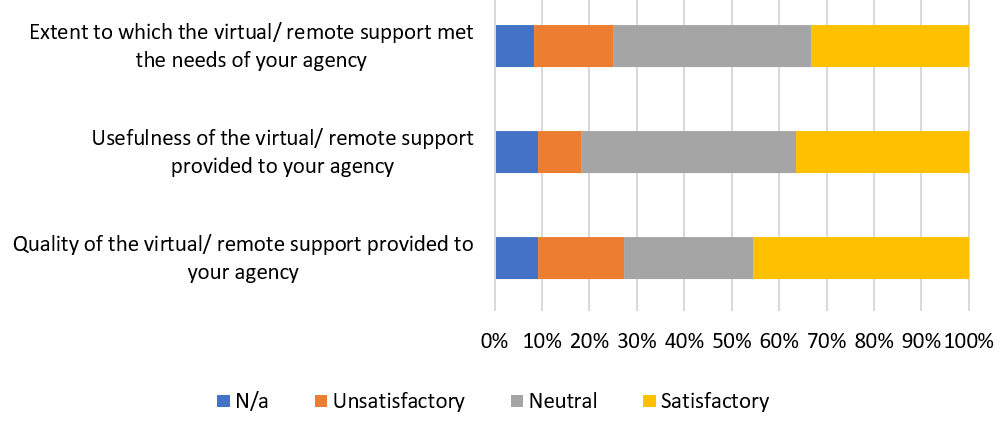 Extent to which the virtual/ remote support met
the needs of your agency
Usefulness of the virtual/ remote support
provided to your agency
Quality of the virtual/ remote support provided to
your agency
0% 10% 20% 30% 40% 50% 60% 70% 80% 90% 100%
N/a Unsatisfactory Neutral Satisfactory